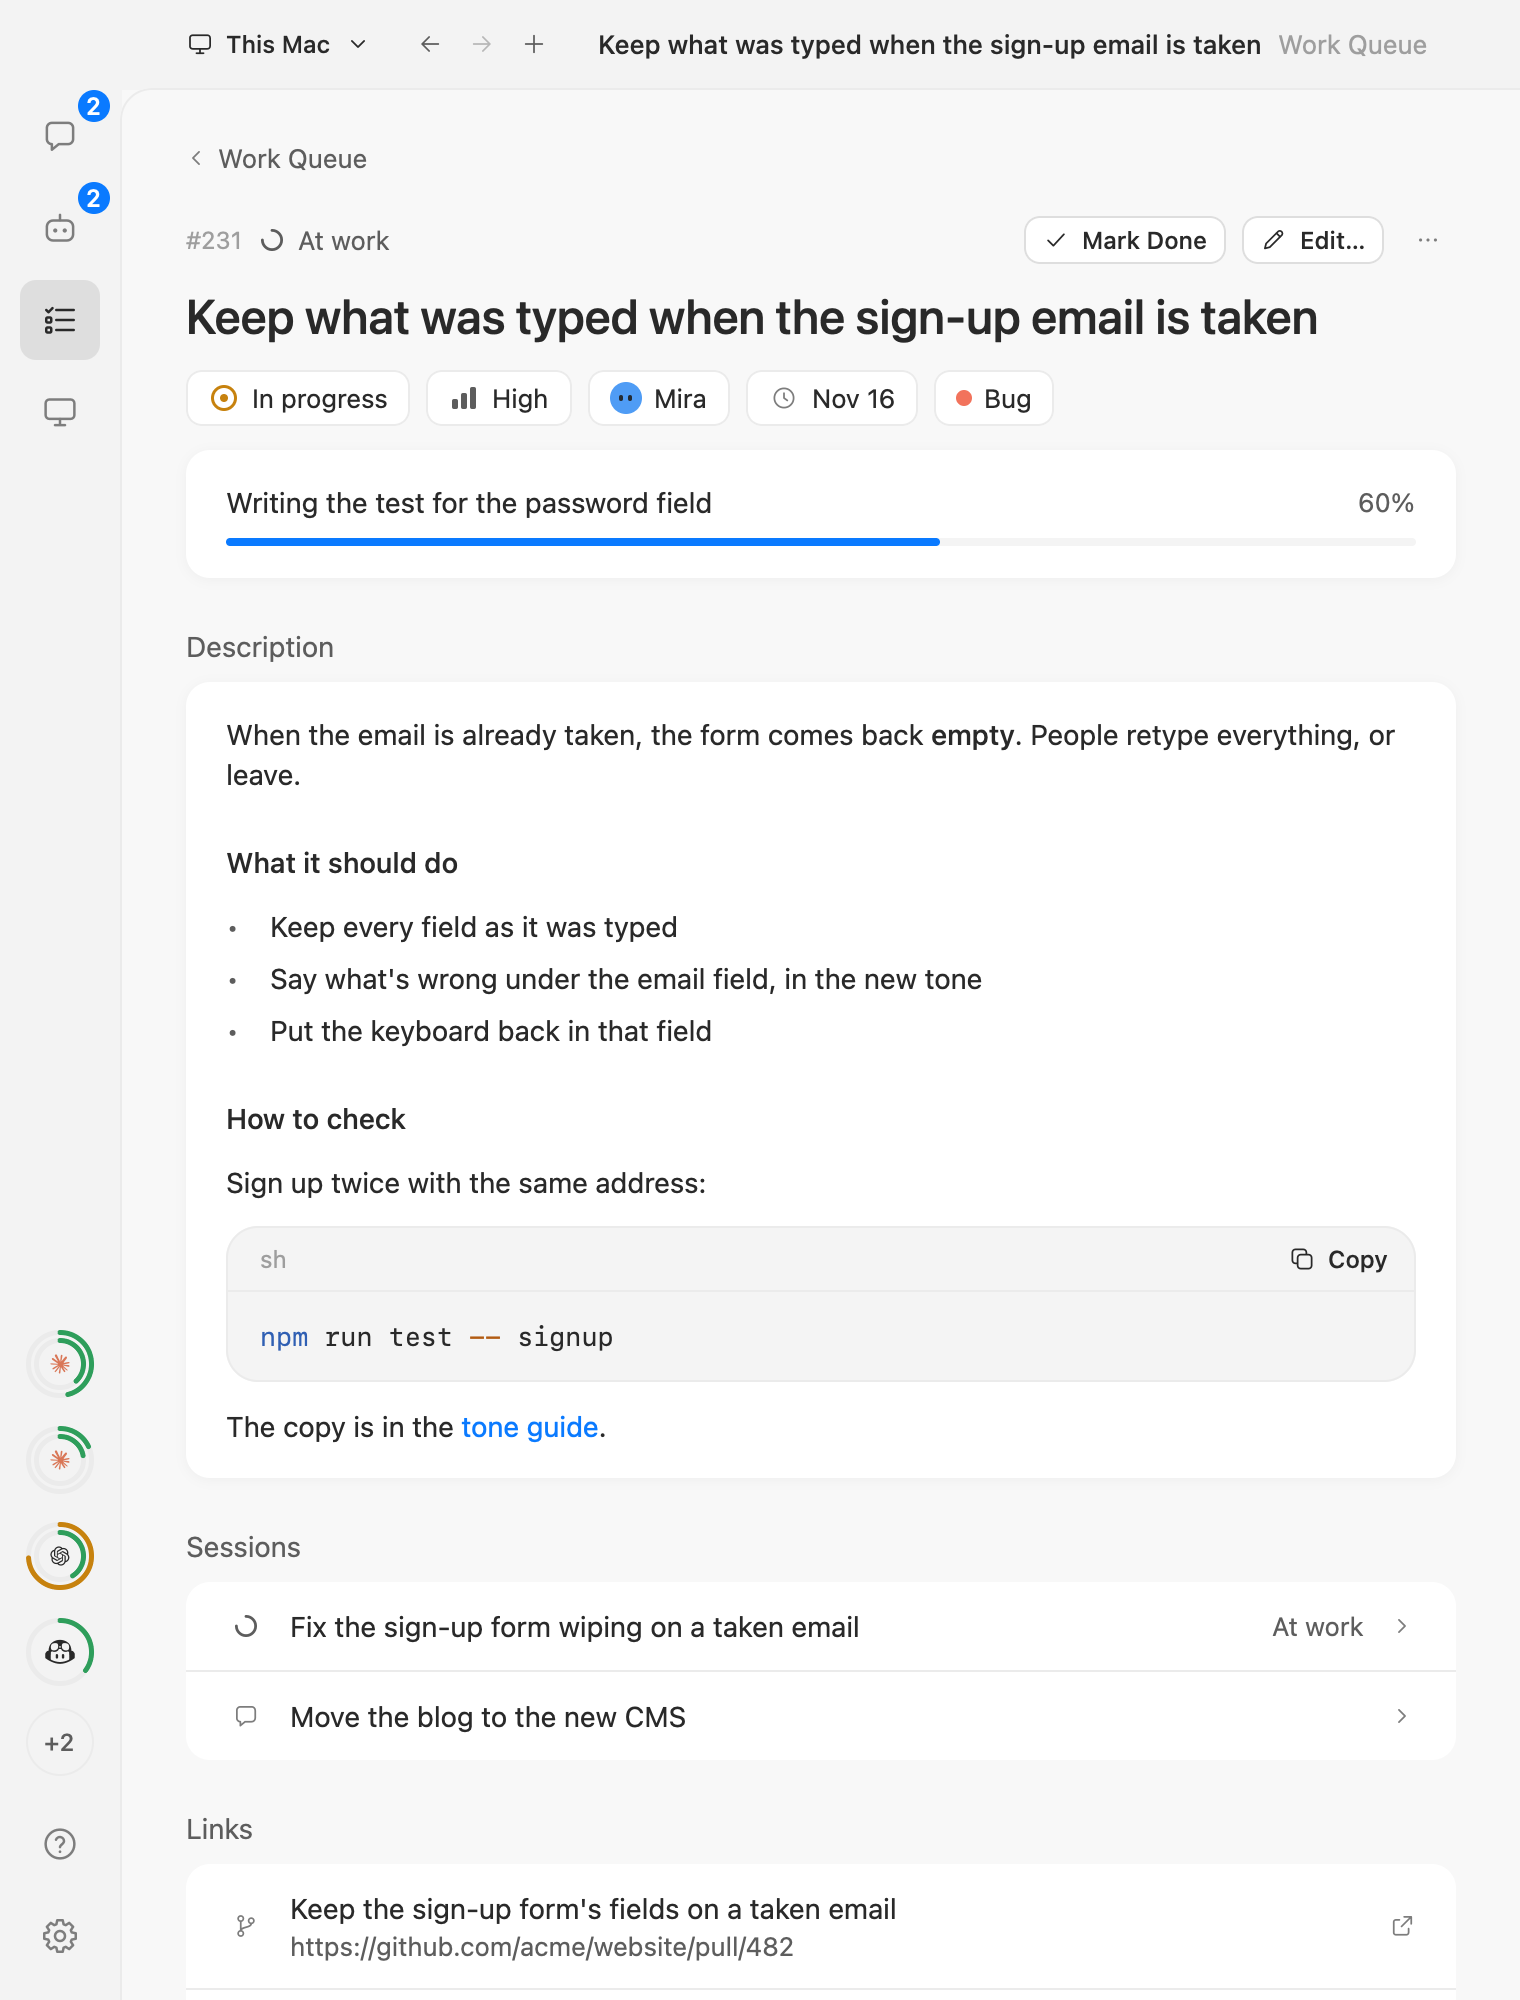 This Mac
Keep what was typed when the sign-up email is taken Work Queue
2
2
Work Queue
#231 At work
Mark Done
Edit...
Keep what was typed when the sign-up email is taken
In progress
High
Mira
Nov 16
Bug
Writing the test for the password field 60%
Description
When the email is already taken, the form comes back empty. People retype everything, or
leave.
What it should do
• Keep every field as it was typed
• Say what's wrong under the email field, in the new tone
• Put the keyboard back in that field
How to check
Sign up twice with the same address:
sh
Copy
npm run test -- signup
The copy is in the tone guide.
Sessions
Fix the sign-up form wiping on a taken email At work
Move the blog to the new CMS
+2
Links
Keep the sign-up form's fields on a taken email
https://github.com/acme/website/pull/482